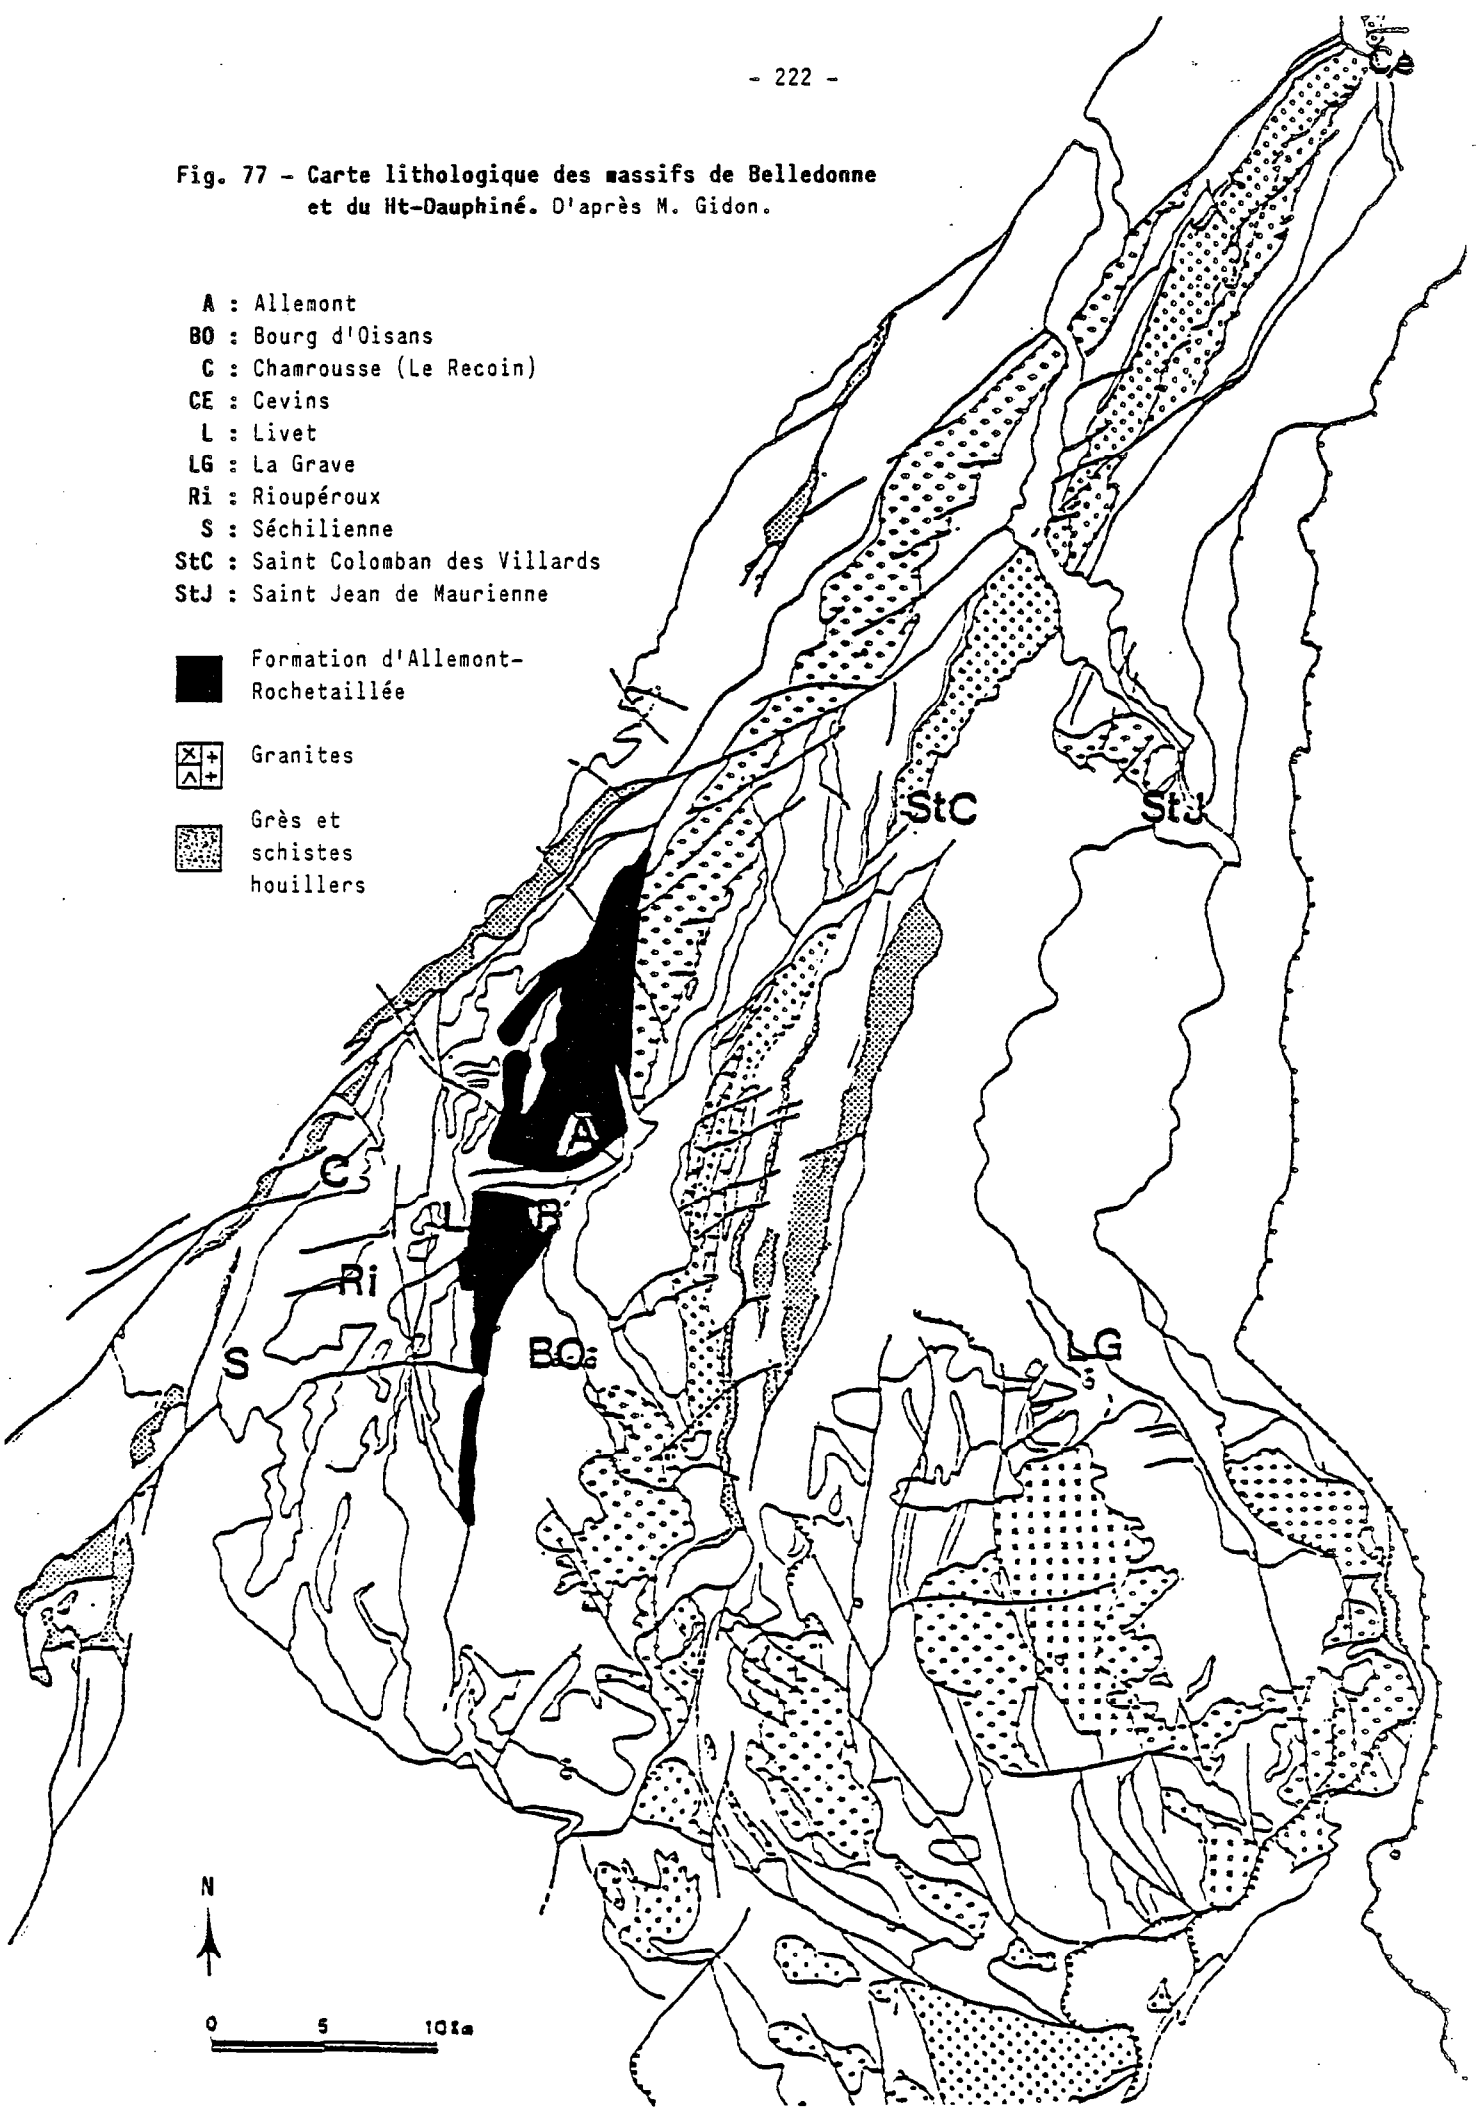 - 222 -
Fig. 77 - Carte lithologique des massifs de Belledonne
et du Ht-Dauphiné. D'après M. Gidon.
A : Allemont
BO : Bourg d'Oisans
C : Chamrousse (Le Recoin)
CE : Cevins
L : Livet
LG : La Grave
Ri : Rioupéroux
S : Séchilienne
StC : Saint Colomban des Villards
StJ : Saint Jean de Maurienne
Formation d'Allemont-
Rochetaillée
Granites
Grès et
schistes
houillers
Ce
StC
StJ
A
C
L
R
Ri
S
BO
LG
N
0 5 10 Km